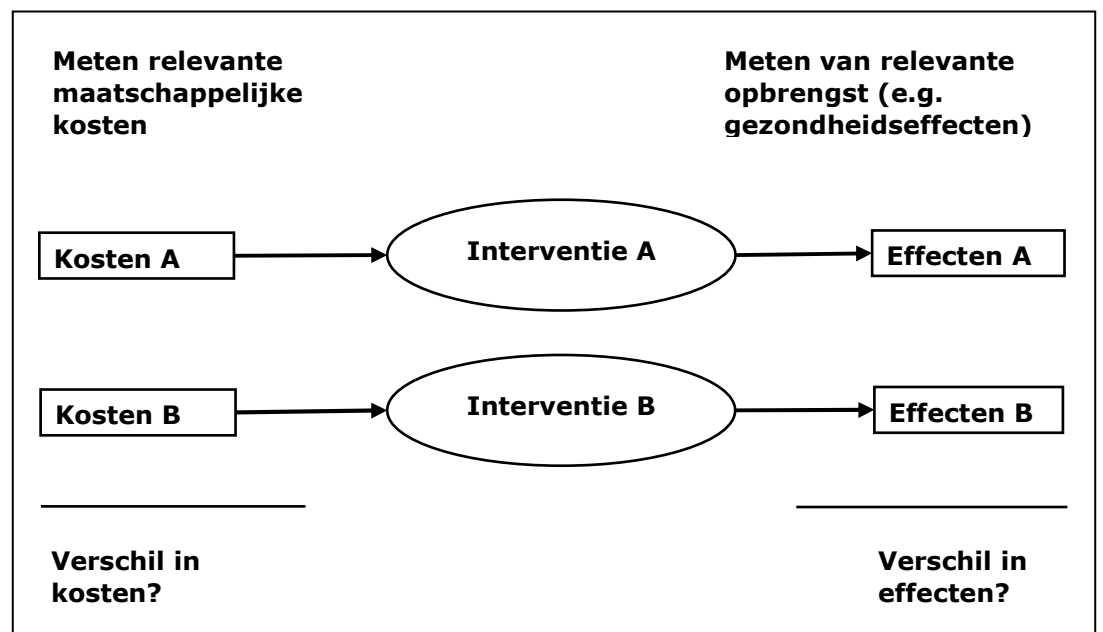 Meten relevante
maatschappelijke
kosten
Meten van relevante
opbrengst (e.g.
gezondheidseffecten)
Kosten A
Interventie A
Effecten A
Kosten B
Interventie B
Effecten B
Verschil in
kosten?
Verschil in
effecten?